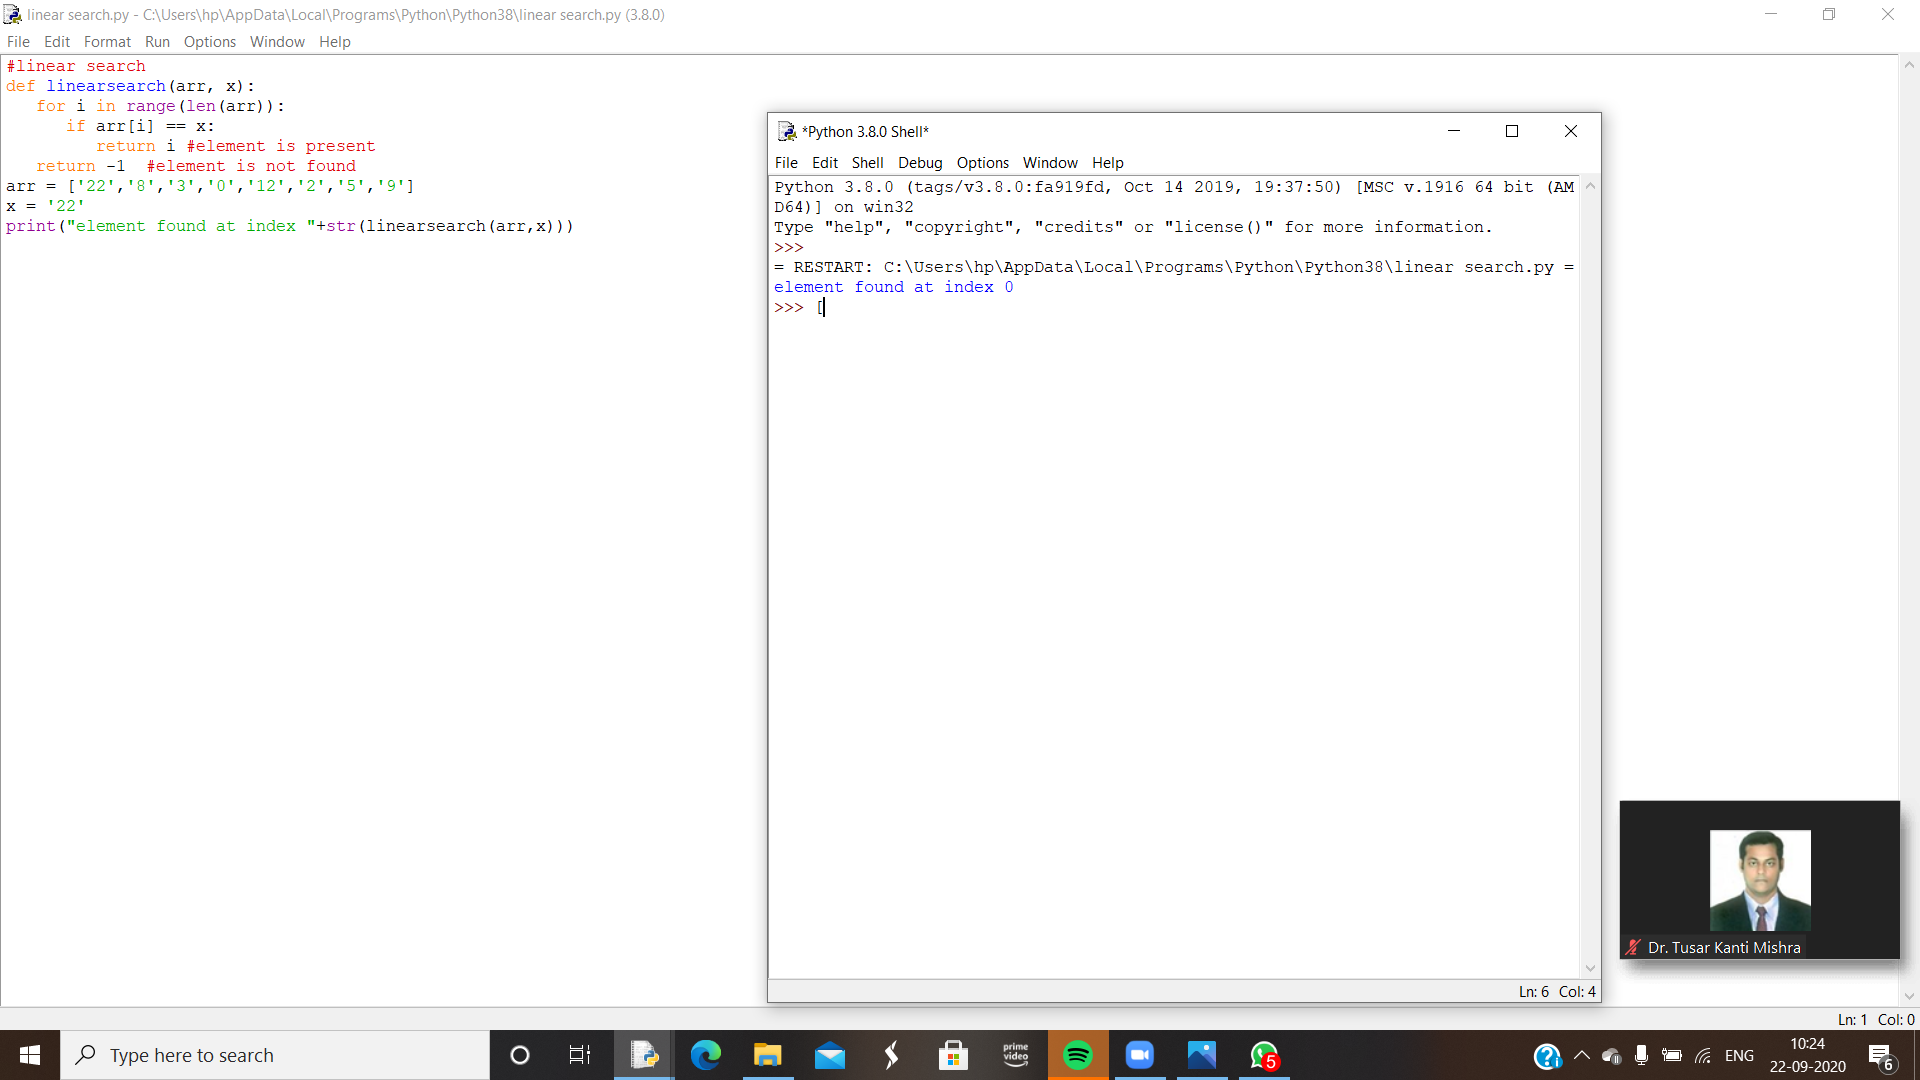 linear search.py - C:\Users\hp\AppData\Local\Programs\Python\Python38\linear search.py (3.8.0)
File Edit Format Run Options Window Help
#linear search
def linearsearch(arr, x):
   for i in range(len(arr)):
      if arr[i] == x:
         return i #element is present
   return -1  #element is not found
arr = ['22','8','3','0','12','2','5','9']
x = '22'
print("element found at index "+str(linearsearch(arr,x)))
*Python 3.8.0 Shell*
File Edit Shell Debug Options Window Help
Python 3.8.0 (tags/v3.8.0:fa919fd, Oct 14 2019, 19:37:50) [MSC v.1916 64 bit (AM
D64)] on win32
Type "help", "copyright", "credits" or "license()" for more information.
>>>
= RESTART: C:\Users\hp\AppData\Local\Programs\Python\Python38\linear search.py =
element found at index 0
>>> [
Ln: 6 Col: 4
Dr. Tusar Kanti Mishra
Ln: 1 Col: 0
Type here to search
prime
video
5
ENG
10:24
22-09-2020
6